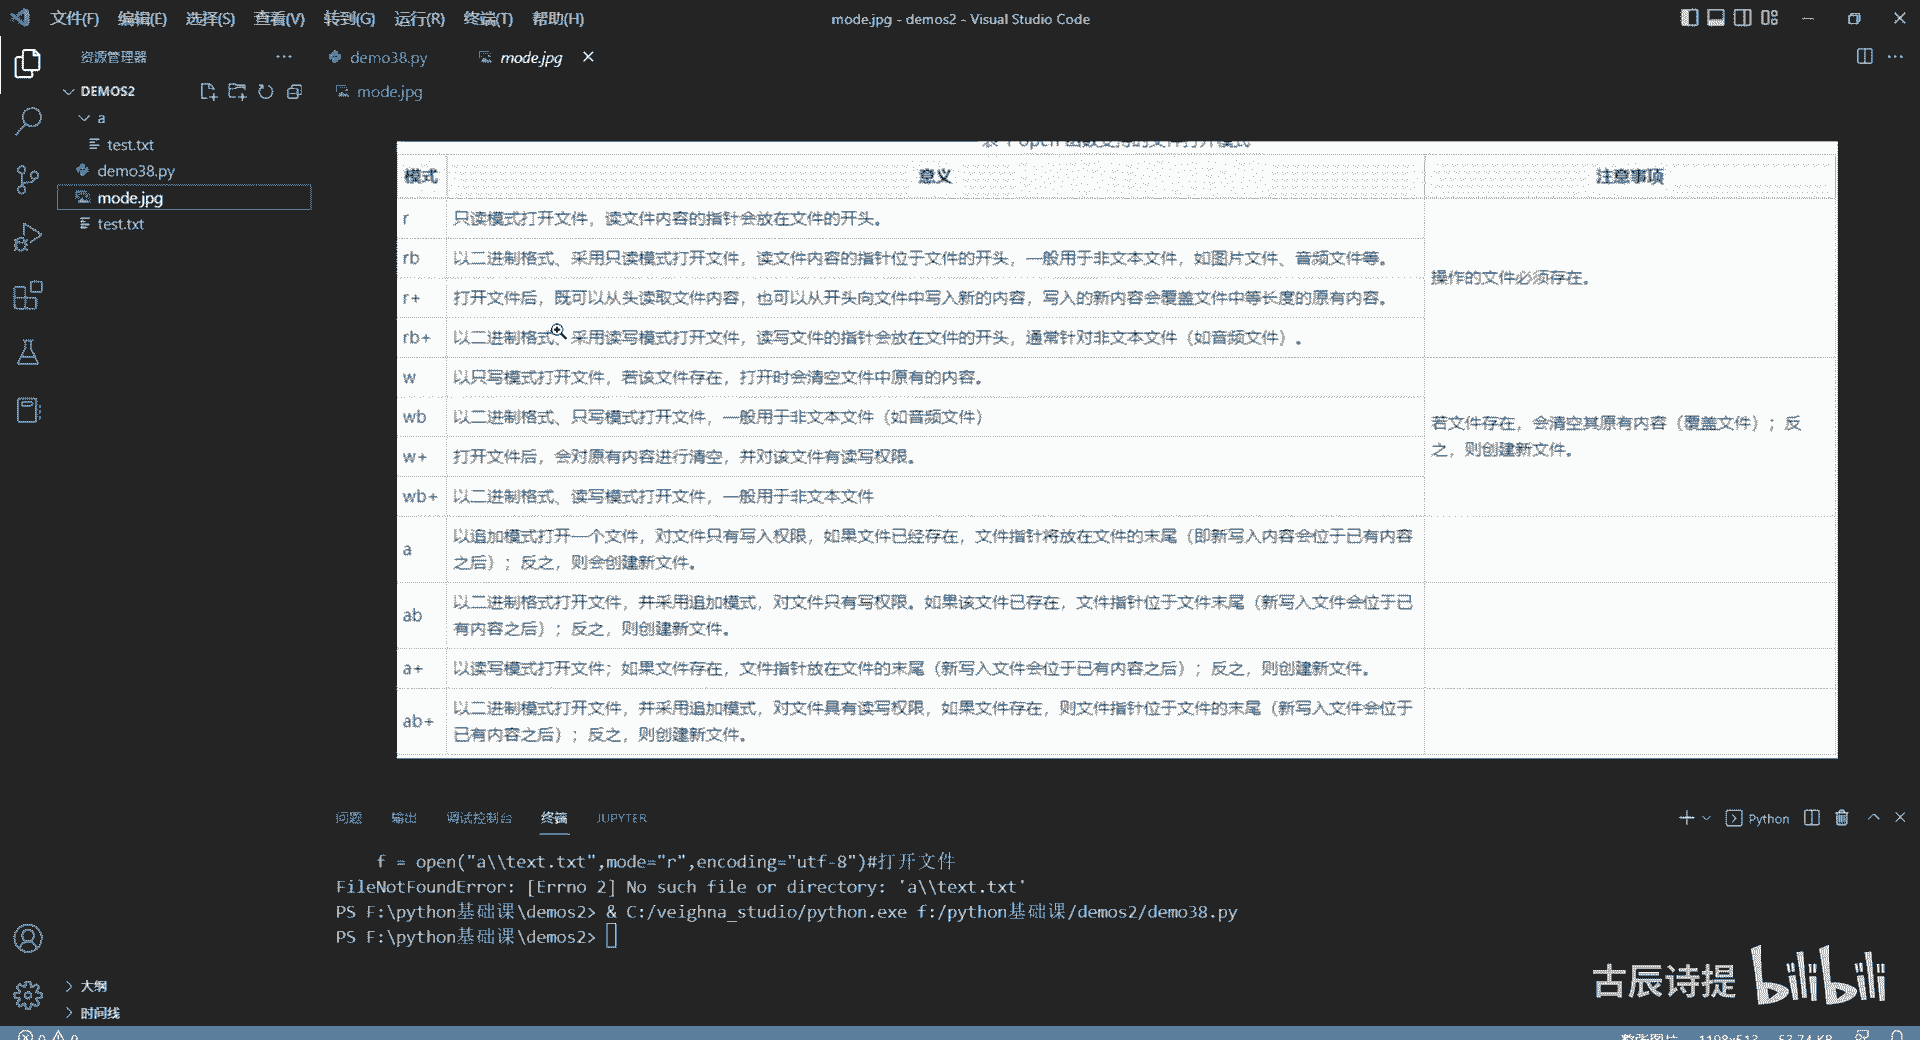 文件(F) 编辑(E) 选择(S) 查看(V) 转到(G) 运行(R) 终端(T) 帮助(H)
mode.jpg - demos2 - Visual Studio Code
资源管理器
demo38.py
mode.jpg
DEMOS2
mode.jpg
a
test.txt
demo38.py
mode.jpg
test.txt
模式 意义 注意事项
r 只读模式打开文件，读文件内容的指针会放在文件的开头。
rb 以二进制格式、采用只读模式打开文件，读文件内容的指针位于文件的开头，一般用于非文本文件，如图片文件、音频文件等。
操作的文件必须存在。
r+ 打开文件后，既可以从头读取文件内容，也可以从开头向文件中写入新的内容，写入的新内容会覆盖文件中等长度的原有内容。
rb+ 以二进制格式、采用读写模式打开文件，读写文件的指针会放在文件的开头，通常针对非文本文件（如音频文件）。
w 以只写模式打开文件，若该文件存在，打开时会清空文件中原有的内容。
wb 以二进制格式、只写模式打开文件，一般用于非文本文件（如音频文件）
若文件存在，会清空其原有内容（覆盖文件）；反
之，则创建新文件。
w+ 打开文件后，会对原有内容进行清空，并对该文件有读写权限。
wb+ 以二进制格式、读写模式打开文件，一般用于非文本文件
a 以追加模式打开一个文件，对文件只有写入权限，如果文件已经存在，文件指针将放在文件的末尾（即新写入内容会位于已有内容
之后）；反之，则会创建新文件。
ab 以二进制格式打开文件，并采用追加模式，对文件只有写权限。如果该文件已存在，文件指针位于文件末尾（新写入文件会位于已
有内容之后）；反之，则创建新文件。
a+ 以读写模式打开文件；如果文件存在，文件指针放在文件的末尾（新写入文件会位于已有内容之后）；反之，则创建新文件。
ab+ 以二进制模式打开文件，并采用追加模式，对文件具有读写权限，如果文件存在，则文件指针位于文件的末尾（新写入文件会位于
已有内容之后）；反之，则创建新文件。
问题 输出 调试控制台 终端 JUPYTER
Python
f = open("a\\text.txt",mode="r",encoding="utf-8")#打开文件
FileNotFoundError: [Errno 2] No such file or directory: 'a\\text.txt'
PS F:\python基础课\demos2> & C:/veighna_studio/python.exe f:/python基础课/demos2/demo38.py
PS F:\python基础课\demos2>
大纲
时间线
古辰诗提 bilibili